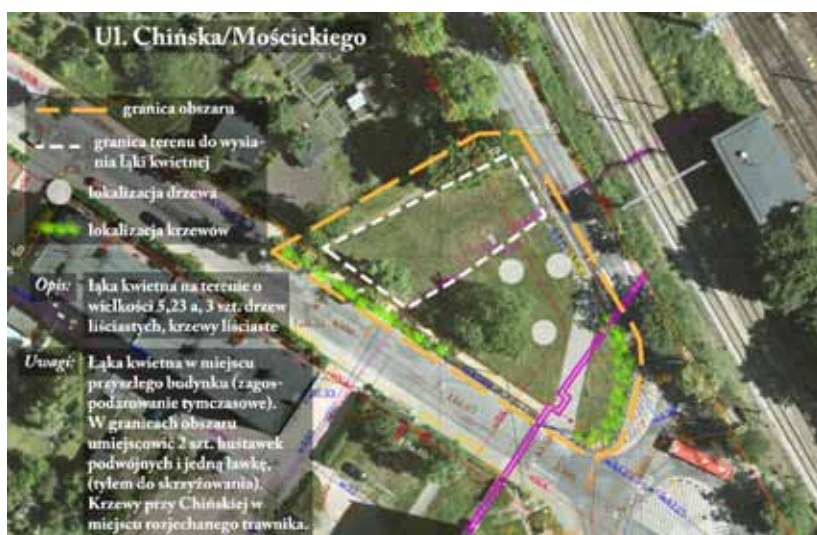 Ul. Chińska/Mościckiego
granica obszaru
granica terenu do wysia-
nia łąki kwietnej
lokalizacja drzewa
lokalizacja krzewów
Opis: łąka kwietna na terenie o
wielkości 5,23 a, 3 szt. drzew
liściastych, krzewy liściaste
Uwagi: Łąka kwietna w miejscu
przyszłego budynku (zagos-
podzrowanie tymczasowe).
W granicach obszaru
umiejscowić 2 szt. hustawek
podwójnych i jedną ławkę,
(tyłem do skrzyżowania).
Krzewy przy Chińskiej w
miejscu rozjechanego trawnika.